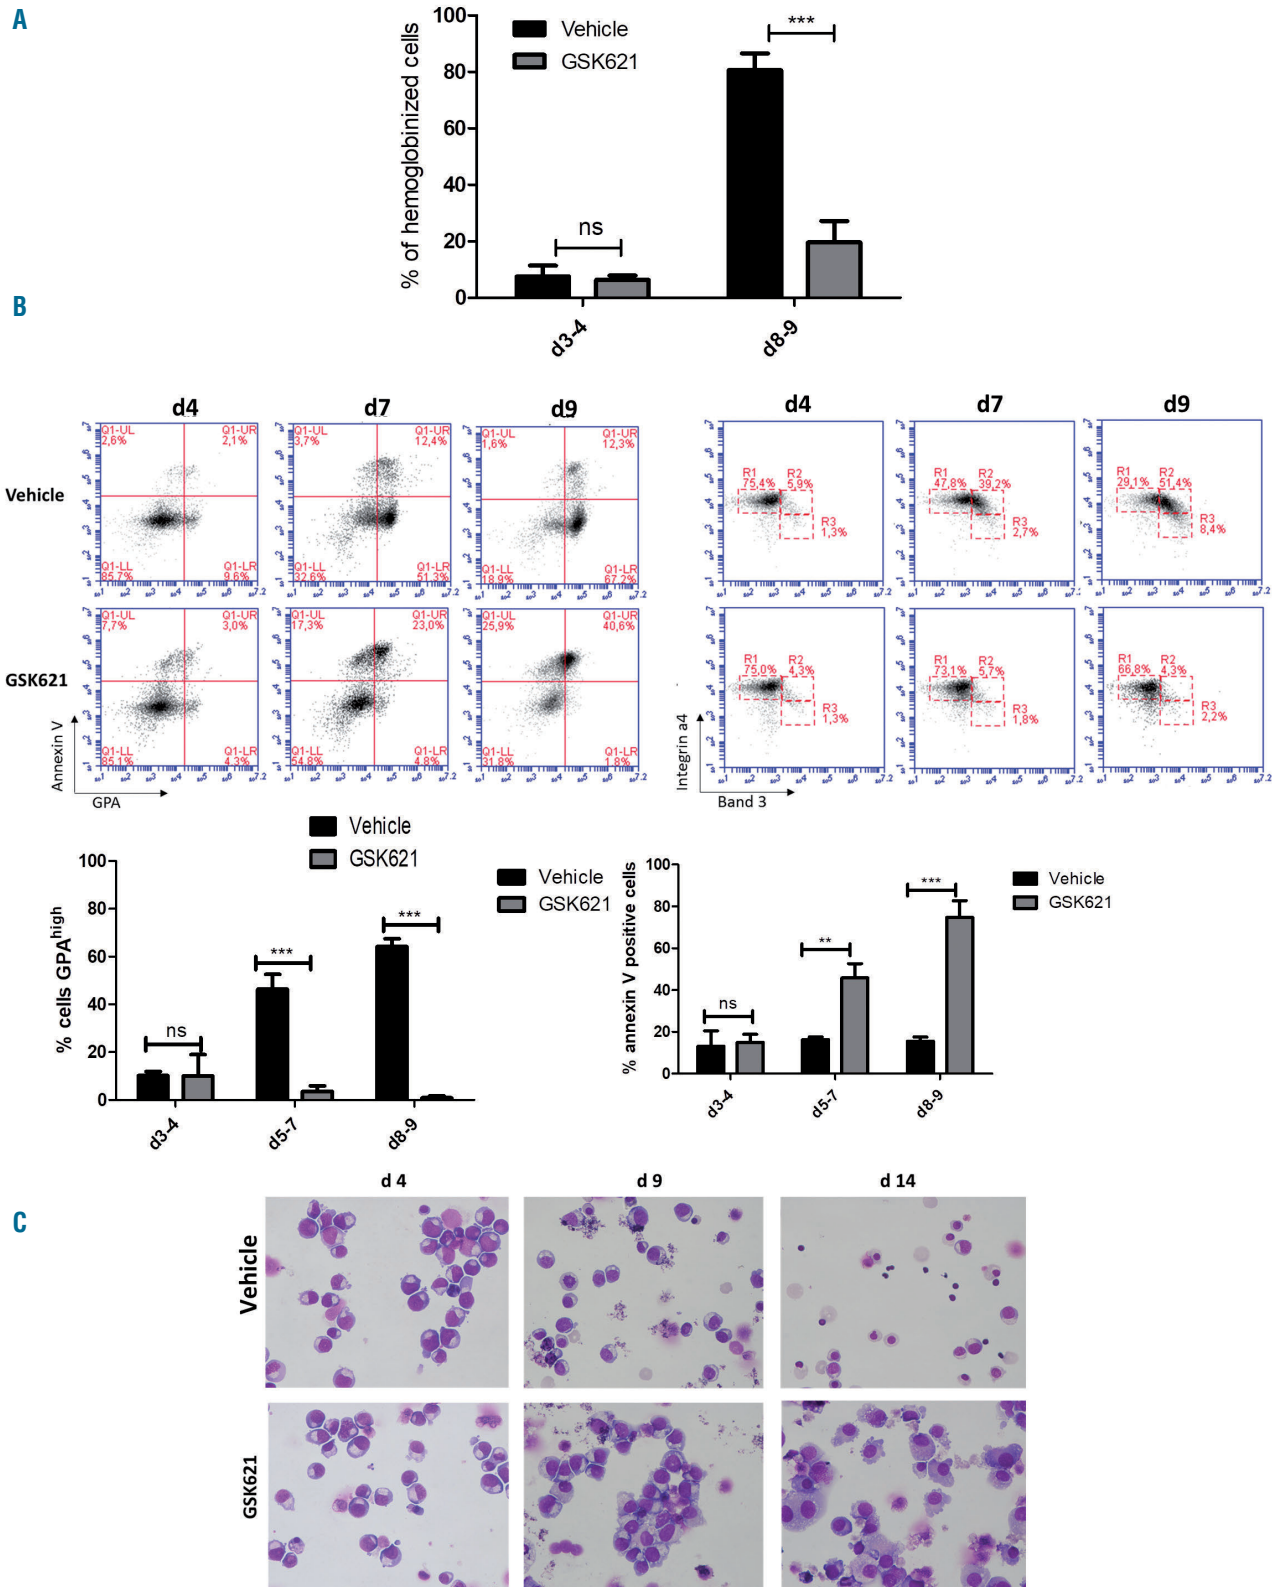 A
100
80
60
40
20
0
% of hemoglobinized cells
Vehicle
GSK621
ns
***
d3-4
d8-9
B
d4
d7
d9
Vehicle
Q1-UL
2,6%
Q1-UR
2,1%
Q1-LL
85,7%
Q1-LR
9,6%
Q1-UL
3,7%
Q1-UR
12,4%
Q1-LL
32,6%
Q1-LR
51,3%
Q1-UL
1,6%
Q1-UR
12,3%
Q1-LL
18,9%
Q1-LR
67,2%
GSK621
Q1-UL
7,7%
Q1-UR
3,0%
Q1-LL
85,1%
Q1-LR
4,3%
Q1-UL
17,3%
Q1-UR
23,0%
Q1-LL
54,8%
Q1-LR
4,8%
Q1-UL
25,9%
Q1-UR
40,6%
Q1-LL
31,8%
Q1-LR
1,8%
Annexin V
GPA
d4
d7
d9
R1
75,4%
R2
5,9%
R3
1,3%
R1
47,8%
R2
39,2%
R3
2,7%
R1
29,1%
R2
51,4%
R3
8,4%
R1
75,0%
R2
4,3%
R3
1,3%
R1
73,1%
R2
5,7%
R3
1,8%
R1
66,8%
R2
4,3%
R3
2,2%
Integrin a4
Band 3
Vehicle
GSK621
100
80
60
40
20
0
% cells GPAhigh
ns
***
***
d3-4
d5-7
d8-9
Vehicle
GSK621
100
80
60
40
20
0
% annexin V positive cells
ns
**
***
d3-4
d5-7
d8-9
Vehicle
GSK621
C
d 4
d 9
d 14
Vehicle
GSK621